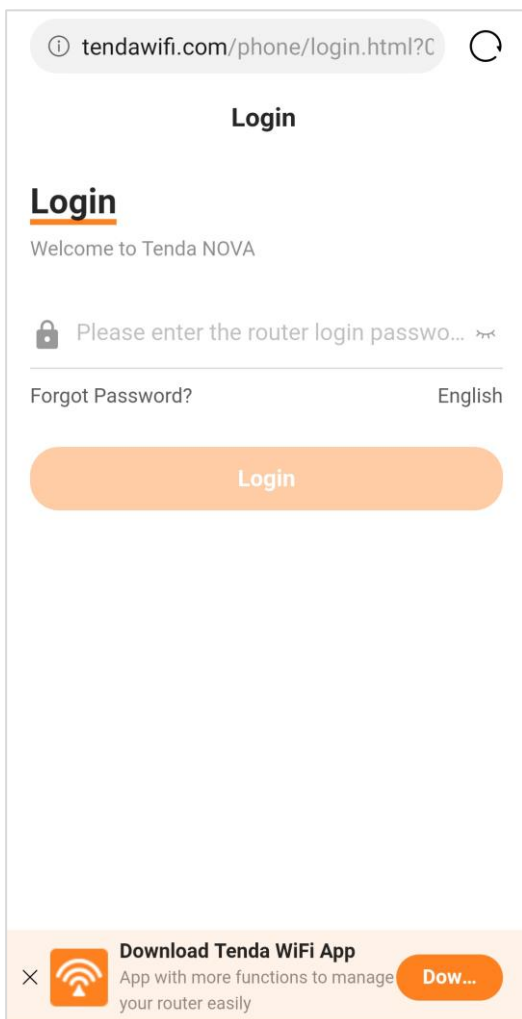 tendawifi.com/phone/login.html?C
Login
Login
Welcome to Tenda NOVA
Please enter the router login passwo...
Forgot Password? English
Login
Download Tenda WiFi App
App with more functions to manage
your router easily
Dow...